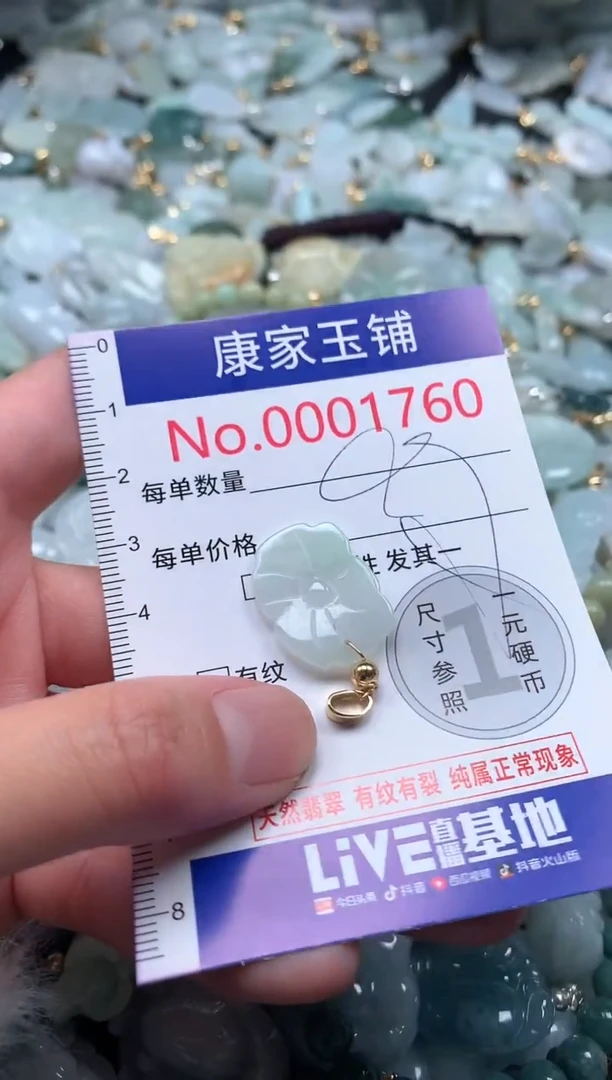 康家玉铺
No.0001760
每单数量
每单价格
发其一
有纹
尺寸参照
1
一元硬币
天然翡翠 有纹有裂 纯属正常现象
LiVE直播基地
今日头条 抖音 西瓜视频 抖音火山版
0
1
2
3
4
8